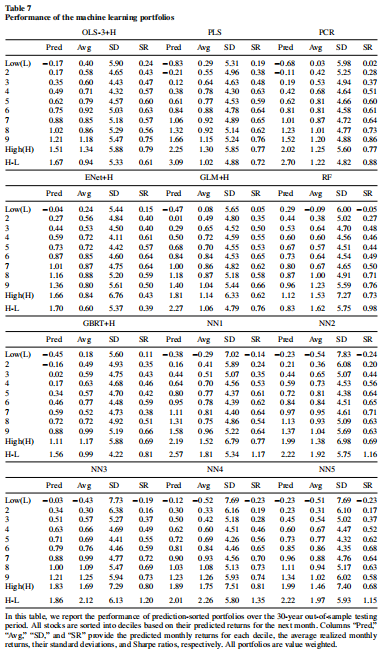 Table 7
Performance of the machine learning portfolios
OLS-3+H PLS PCR
Pred Avg SD SR Pred Avg SD SR Pred Avg SD SR
Low(L) −0.17 0.40 5.90 0.24 −0.83 0.29 5.31 0.19 −0.68 0.03 5.98 0.02
2 0.17 0.58 4.65 0.43 −0.21 0.55 4.96 0.38 −0.11 0.42 5.25 0.28
3 0.35 0.60 4.43 0.47 0.12 0.64 4.63 0.48 0.19 0.53 4.94 0.37
4 0.49 0.71 4.32 0.57 0.38 0.78 4.30 0.63 0.42 0.68 4.64 0.51
5 0.62 0.79 4.57 0.60 0.61 0.77 4.53 0.59 0.62 0.81 4.66 0.60
6 0.75 0.92 5.03 0.63 0.84 0.88 4.78 0.64 0.81 0.81 4.58 0.61
7 0.88 0.85 5.18 0.57 1.06 0.92 4.89 0.65 1.01 0.87 4.72 0.64
8 1.02 0.86 5.29 0.56 1.32 0.92 5.14 0.62 1.23 1.01 4.77 0.73
9 1.21 1.18 5.47 0.75 1.66 1.15 5.24 0.76 1.52 1.20 4.88 0.86
High(H) 1.51 1.34 5.88 0.79 2.25 1.30 5.85 0.77 2.02 1.25 5.60 0.77
H-L 1.67 0.94 5.33 0.61 3.09 1.02 4.88 0.72 2.70 1.22 4.82 0.88
ENet+H GLM+H RF
Pred Avg SD SR Pred Avg SD SR Pred Avg SD SR
Low(L) −0.04 0.24 5.44 0.15 −0.47 0.08 5.65 0.05 0.29 −0.09 6.00 −0.05
2 0.27 0.56 4.84 0.40 0.01 0.49 4.80 0.35 0.44 0.38 5.02 0.27
3 0.44 0.53 4.50 0.40 0.29 0.65 4.52 0.50 0.53 0.64 4.70 0.48
4 0.59 0.72 4.11 0.61 0.50 0.72 4.59 0.55 0.60 0.60 4.56 0.46
5 0.73 0.72 4.42 0.57 0.68 0.70 4.55 0.53 0.67 0.57 4.51 0.44
6 0.87 0.85 4.60 0.64 0.84 0.84 4.53 0.65 0.73 0.64 4.54 0.49
7 1.01 0.87 4.75 0.64 1.00 0.86 4.82 0.62 0.80 0.67 4.65 0.50
8 1.16 0.88 5.20 0.59 1.18 0.87 5.18 0.58 0.87 1.00 4.91 0.71
9 1.36 0.80 5.61 0.50 1.40 1.04 5.44 0.66 0.96 1.23 5.59 0.76
High(H) 1.66 0.84 6.76 0.43 1.81 1.14 6.33 0.62 1.12 1.53 7.27 0.73
H-L 1.70 0.60 5.37 0.39 2.27 1.06 4.79 0.76 0.83 1.62 5.75 0.98
GBRT+H NN1 NN2
Pred Avg SD SR Pred Avg SD SR Pred Avg SD SR
Low(L) −0.45 0.18 5.60 0.11 −0.38 −0.29 7.02 −0.14 −0.23 −0.54 7.83 −0.24
2 −0.16 0.49 4.93 0.35 0.16 0.41 5.89 0.24 0.21 0.36 6.08 0.20
3 0.02 0.59 4.75 0.43 0.44 0.51 5.07 0.35 0.44 0.65 5.07 0.44
4 0.17 0.63 4.68 0.46 0.64 0.70 4.56 0.53 0.59 0.73 4.53 0.56
5 0.34 0.57 4.70 0.42 0.80 0.77 4.37 0.61 0.72 0.81 4.38 0.64
6 0.46 0.77 4.48 0.59 0.95 0.78 4.39 0.62 0.84 0.84 4.51 0.65
7 0.59 0.52 4.73 0.38 1.11 0.81 4.40 0.64 0.97 0.95 4.61 0.71
8 0.72 0.72 4.92 0.51 1.31 0.75 4.86 0.54 1.13 0.93 5.09 0.63
9 0.88 0.99 5.19 0.66 1.58 0.96 5.22 0.64 1.37 1.04 5.69 0.63
High(H) 1.11 1.17 5.88 0.69 2.19 1.52 6.79 0.77 1.99 1.38 6.98 0.69
H-L 1.56 0.99 4.22 0.81 2.57 1.81 5.34 1.17 2.22 1.92 5.75 1.16
NN3 NN4 NN5
Pred Avg SD SR Pred Avg SD SR Pred Avg SD SR
Low(L) −0.03 −0.43 7.73 −0.19 −0.12 −0.52 7.69 −0.23 −0.23 −0.51 7.69 −0.23
2 0.34 0.30 6.38 0.16 0.30 0.33 6.16 0.19 0.23 0.31 6.10 0.17
3 0.51 0.57 5.27 0.37 0.50 0.42 5.18 0.28 0.45 0.54 5.02 0.37
4 0.63 0.66 4.69 0.49 0.62 0.60 4.51 0.46 0.60 0.67 4.47 0.52
5 0.71 0.69 4.41 0.55 0.72 0.69 4.26 0.56 0.73 0.77 4.32 0.62
6 0.79 0.76 4.46 0.59 0.81 0.84 4.46 0.65 0.85 0.86 4.35 0.68
7 0.88 0.99 4.77 0.72 0.90 0.93 4.56 0.70 0.96 0.88 4.76 0.64
8 1.00 1.09 5.47 0.69 1.03 1.08 5.13 0.73 1.11 0.94 5.17 0.63
9 1.21 1.25 5.94 0.73 1.23 1.26 5.93 0.74 1.34 1.02 6.02 0.58
High(H) 1.83 1.69 7.29 0.80 1.89 1.75 7.51 0.81 1.99 1.46 7.40 0.68
H-L 1.86 2.12 6.13 1.20 2.01 2.26 5.80 1.35 2.22 1.97 5.93 1.15
In this table, we report the performance of prediction-sorted portfolios over the 30-year out-of-sample testing
period. All stocks are sorted into deciles based on their predicted returns for the next month. Columns “Pred,”
“Avg,” “SD,” and “SR” provide the predicted monthly returns for each decile, the average realized monthly
returns, their standard deviations, and Sharpe ratios, respectively. All portfolios are value weighted.